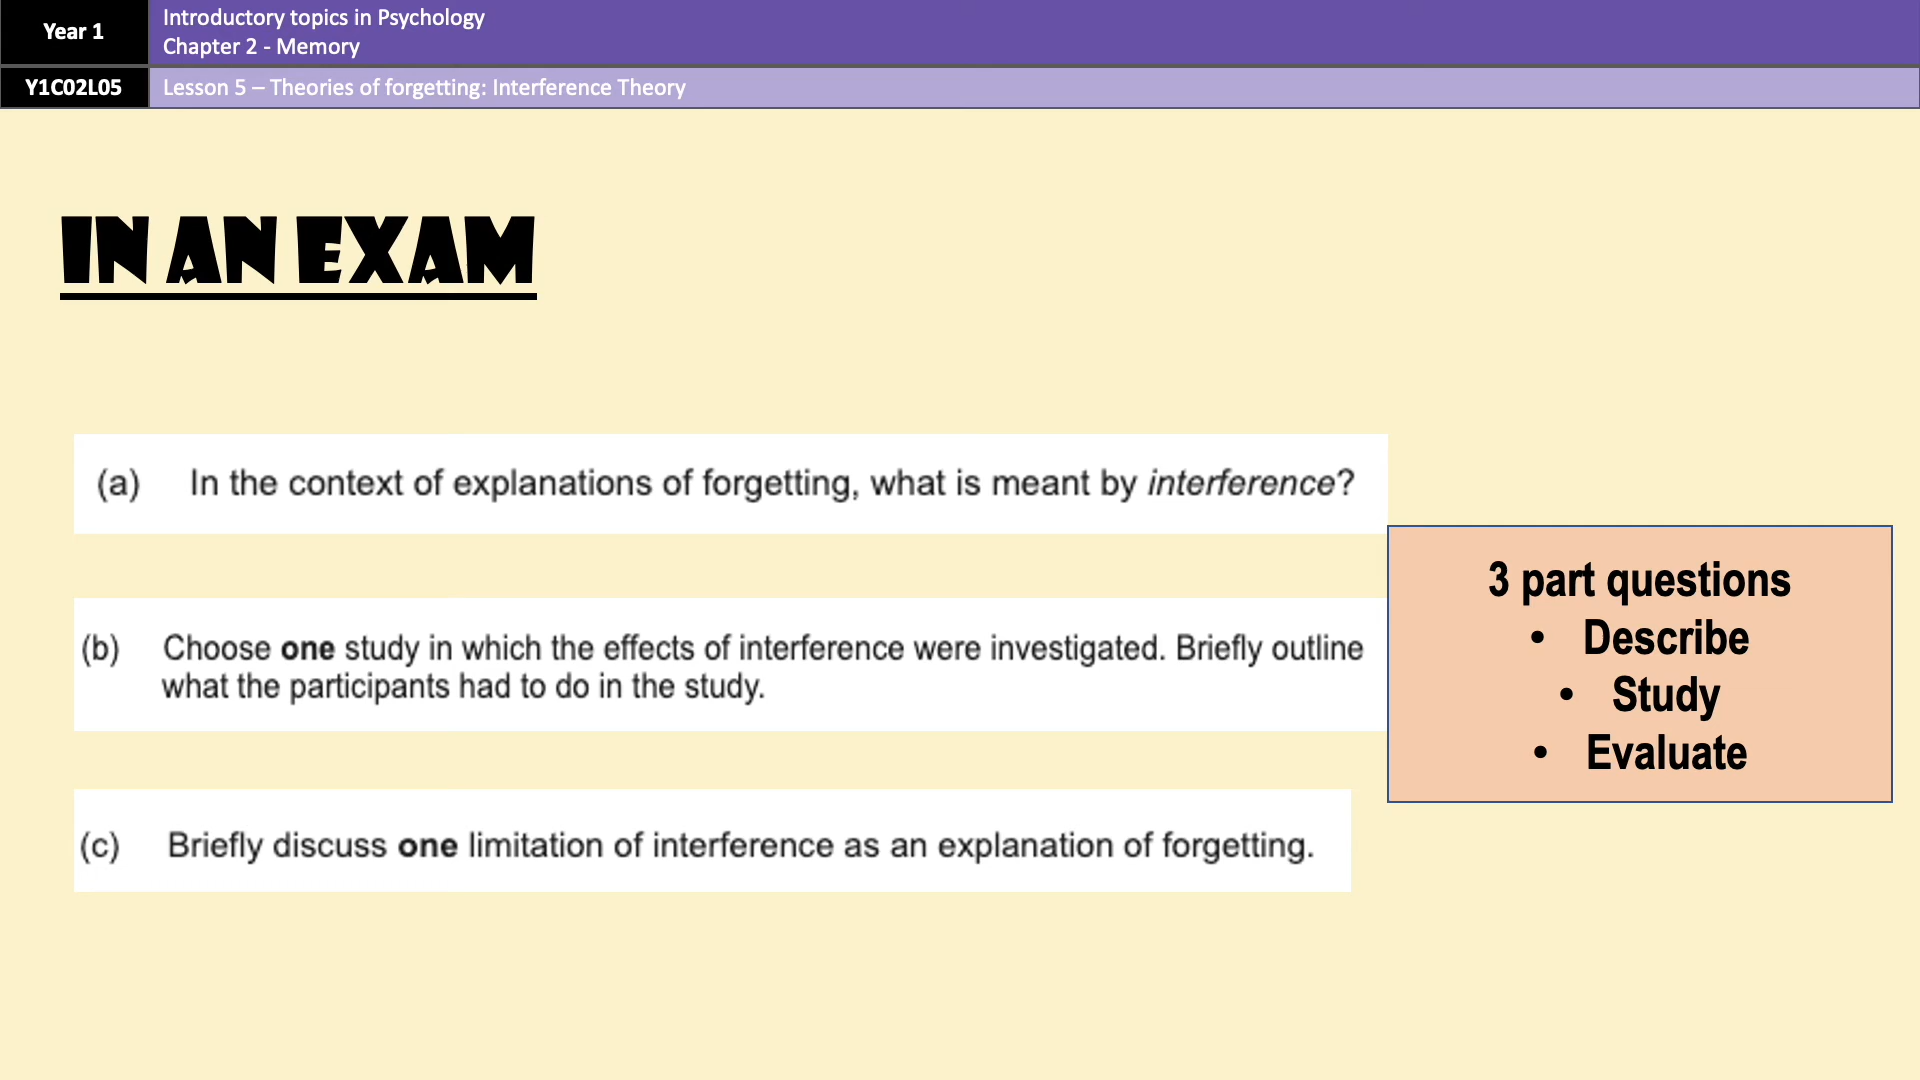 Year 1
Introductory topics in Psychology
Chapter 2 - Memory
Y1C02L05
Lesson 5 – Theories of forgetting: Interference Theory
IN AN EXAM
(a) In the context of explanations of forgetting, what is meant by interference?
(b) Choose one study in which the effects of interference were investigated. Briefly outline
what the participants had to do in the study.
(c) Briefly discuss one limitation of interference as an explanation of forgetting.
3 part questions
• Describe
• Study
• Evaluate